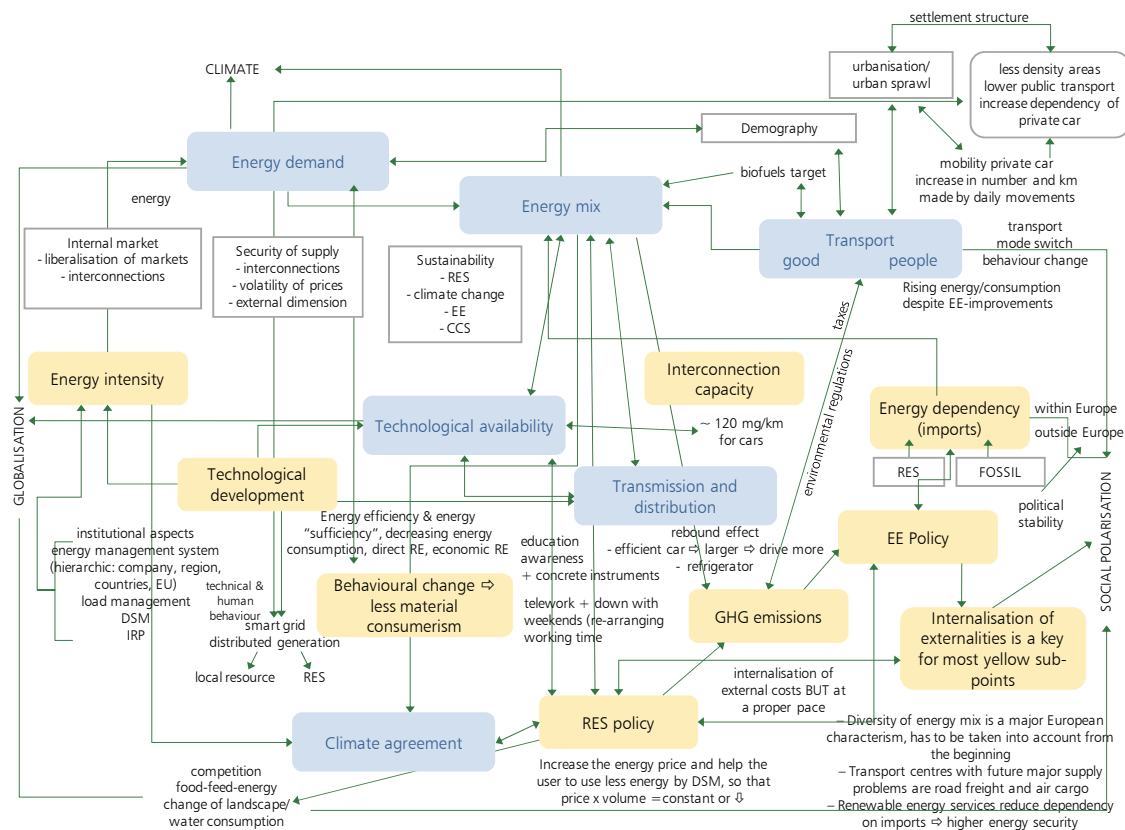 settlement structure
CLIMATE
urbanisation/
urban sprawl
less density areas
lower public transport
increase dependency of
private car
Demography
Energy demand
mobility private car
increase in number and km
made by daily movements
biofuels target
energy
Energy mix
Internal market
- liberalisation of markets
- interconnections
Security of supply
- interconnections
- volatility of prices
- external dimension
Sustainability
- RES
- climate change
- EE
- CCS
Transport
good people
transport
mode switch
behaviour change
Rising energy/consumption
despite EE-improvements
taxes
environmental regulations
Energy intensity
Interconnection
capacity
Energy dependency
(imports)
within Europe
outside Europe
RES
FOSSIL
GLOBALISATION
Technological availability
~ 120 mg/km
for cars
Technological
development
Transmission and
distribution
political
stability
SOCIAL POLARISATION
institutional aspects
energy management system
(hierarchic: company, region,
countries, EU)
load management
DSM
IRP
Energy efficiency & energy
“sufficiency”, decreasing energy
consumption, direct RE, economic RE
education
awareness
+ concrete instruments
rebound effect
- efficient car ⇨ larger ⇨ drive more
- refrigerator
EE Policy
technical &
human
behaviour
smart grid
distributed generation
local resource
RES
Behavioural change ⇨
less material
consumerism
telework + down with
weekends (re-arranging
working time
GHG emissions
Internalisation of
externalities is a key
for most yellow sub-
points
internalisation of
external costs BUT at
a proper pace
RES policy
Climate agreement
– Diversity of energy mix is a major European
characterism, has to be taken into account from
the beginning
– Transport centres with future major supply
problems are road freight and air cargo
– Renewable energy services reduce dependency
on imports ⇨ higher energy security
competition
food-feed-energy
change of landscape/
water consumption
Increase the energy price and help the
user to use less energy by DSM, so that
price x volume =constant or ⇩